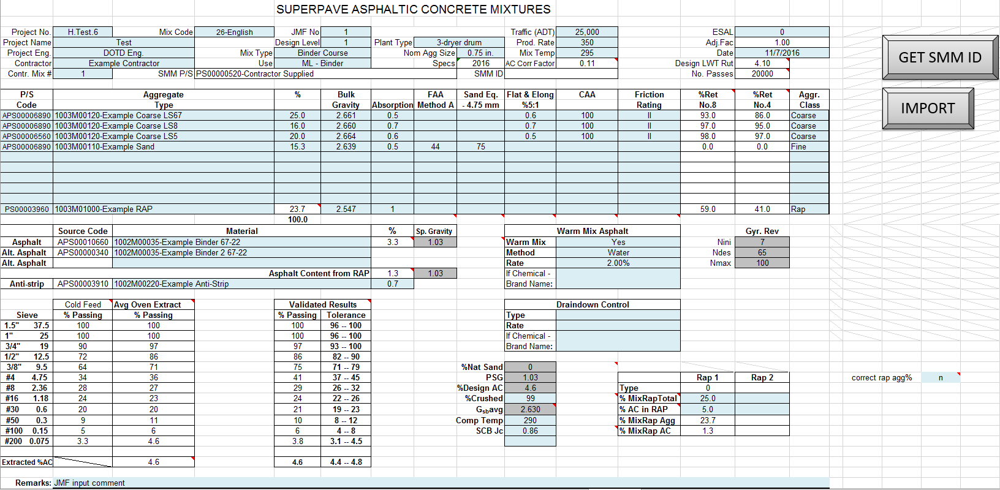 SUPERPAVE ASPHALTIC CONCRETE MIXTURES
Project No. H.Test.6 Mix Code 26-English JMF No 1 Traffic (ADT) 25,000 ESAL 0
Project Name Test Design Level 1 Plant Type 3-dryer drum Prod. Rate 350 Adj.Fac 1.00
Project Eng. DOTD Eng. Mix Type Binder Course Nom Agg Size 0.75 in. Mix Temp 295 Date 11/7/2016
Contractor Example Contractor Use ML - Binder Specs 2016 AC Corr Factor 0.11 Design LWT Rut 4.10
Contr. Mix # 1 SMM P/S PS00000520-Contractor Supplied SMM ID No. Passes 20000
GET SMM ID
IMPORT
P/S Aggregate % Bulk FAA Sand Eq. Flat & Elong CAA Friction %Ret %Ret Aggr.
Code Type Gravity Absorption Method A - 4.75 mm %5:1 Rating No.8 No.4 Class
APS00006890 1003M00120-Example Coarse LS67 25.0 2.661 0.5 0.6 100 II 93.0 86.0 Coarse
APS00006890 1003M00120-Example Coarse LS8 16.0 2.660 0.7 0.7 100 II 97.0 95.0 Coarse
APS00006560 1003M00120-Example Coarse LS5 20.0 2.664 0.6 0.5 100 II 98.0 97.0 Coarse
APS00006890 1003M00110-Example Sand 15.3 2.639 0.5 44 75 0.0 0.0 Fine
PS00003960 1003M01000-Example RAP 23.7 2.547 1 59.0 41.0 Rap
100.0
Source Code Material % Sp. Gravity Warm Mix Asphalt Gyr. Rev
Asphalt APS00010660 1002M00035-Example Binder 67-22 3.3 1.03 Warm Mix Yes Nini 7
Alt. Asphalt APS00000340 1002M00035-Example Binder 2 67-22 Method Water Ndes 65
Alt. Asphalt Rate 2.00% Nmax 100
Asphalt Content from RAP 1.3 1.03 If Chemical -
Anti-strip APS00003910 1002M00220-Example Anti-Strip 0.7 Brand Name:
Cold Feed Avg Oven Extract Validated Results Draindown Control
Sieve % Passing % Passing % Passing Tolerance Type
1.5" 37.5 100 100 100 96 -- 100 Rate
1" 25 100 100 100 96 -- 100 If Chemical -
3/4" 19 90 97 97 93 -- 100 Brand Name:
1/2" 12.5 72 86 86 82 -- 90
3/8" 9.5 64 71 75 71 -- 79 %Nat Sand 0
#4 4.75 34 36 41 37 -- 45 PSG 1.03 Rap 1 Rap 2 correct rap agg% n
#8 2.36 28 27 29 26 -- 32 %Design AC 4.6 Type 0
#16 1.18 24 23 24 22 -- 26 %Crushed 99 % MixRapTotal 25.0
#30 0.6 20 20 21 19 -- 23 Gsbavg 2.630 % AC in RAP 5.0
#50 0.3 9 11 10 8 -- 12 Comp Temp 290 % MixRap Agg 23.7
#100 0.15 5 6 6 4 -- 8 SCB Jc 0.86 % MixRap AC 1.3
#200 0.075 3.3 4.6 3.8 3.1 -- 4.5
Extracted %AC 4.6 4.6 4.4 -- 4.8
Remarks: JMF input comment